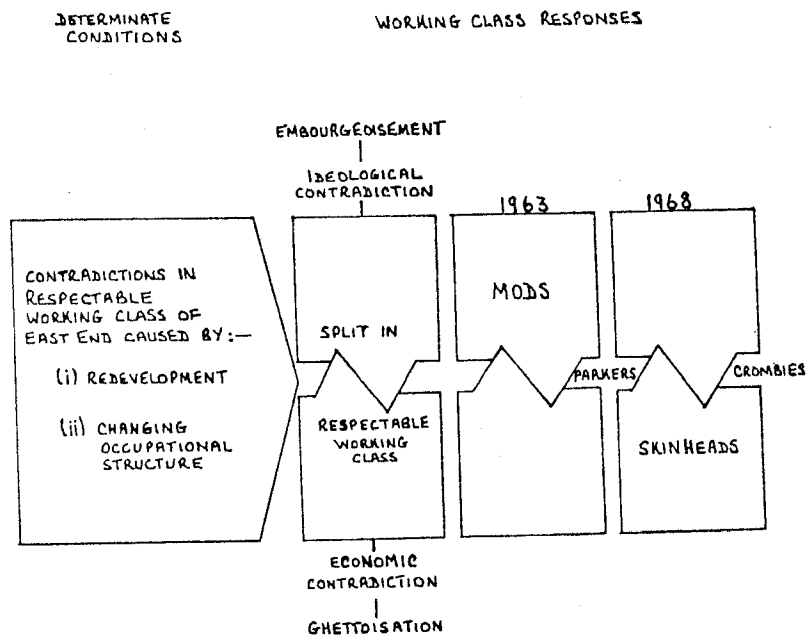 DETERMINATE
CONDITIONS
WORKING CLASS RESPONSES
EMBOURGEOISEMENT
IDEOLOGICAL
CONTRADICTION
1963
1968
CONTRADICTIONS IN
RESPECTABLE
WORKING CLASS OF
EAST END CAUSED BY:—
(i) REDEVELOPMENT
(ii) CHANGING
OCCUPATIONAL
STRUCTURE
SPLIT IN
RESPECTABLE
WORKING
CLASS
MODS
PARKERS
CROMBIES
SKINHEADS
ECONOMIC
CONTRADICTION
GHETTOISATION